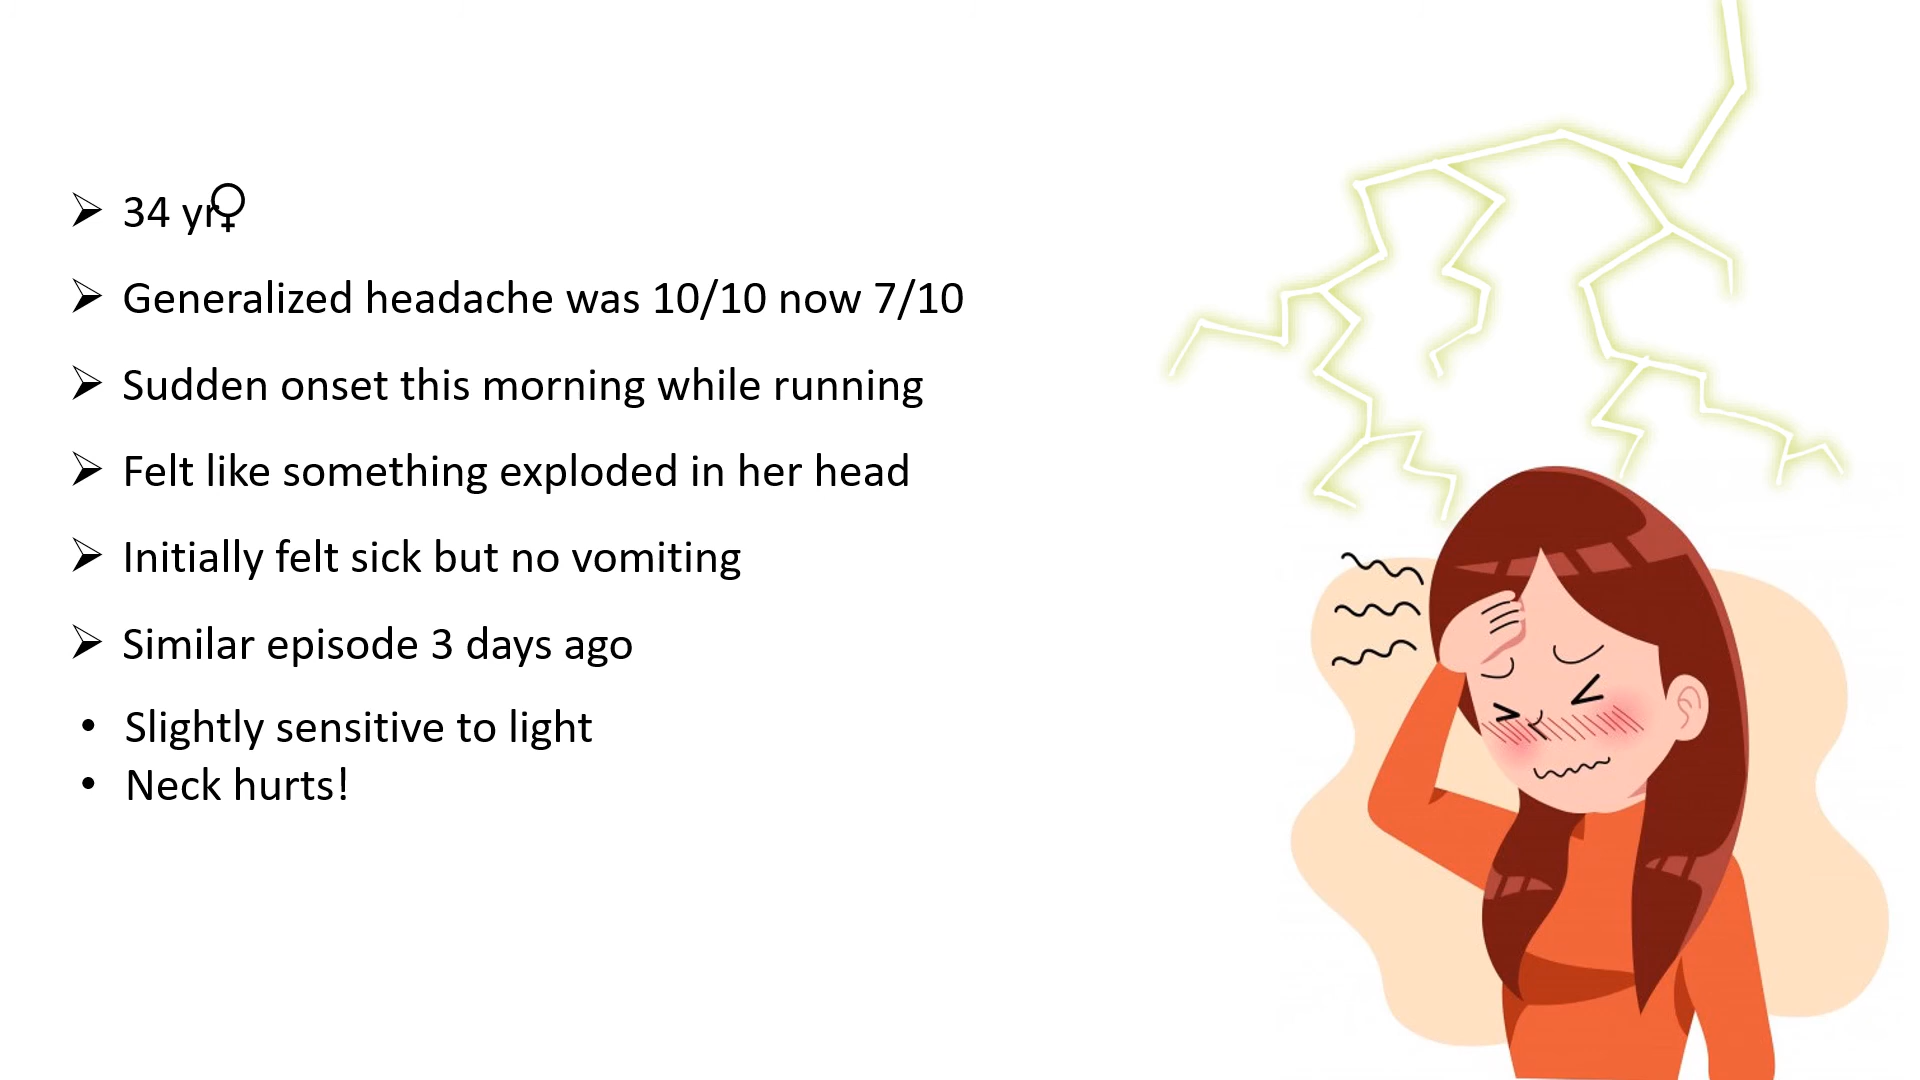 ➢ 34 yr♀
➢ Generalized headache was 10/10 now 7/10
➢ Sudden onset this morning while running
➢ Felt like something exploded in her head
➢ Initially felt sick but no vomiting
➢ Similar episode 3 days ago
• Slightly sensitive to light
• Neck hurts!